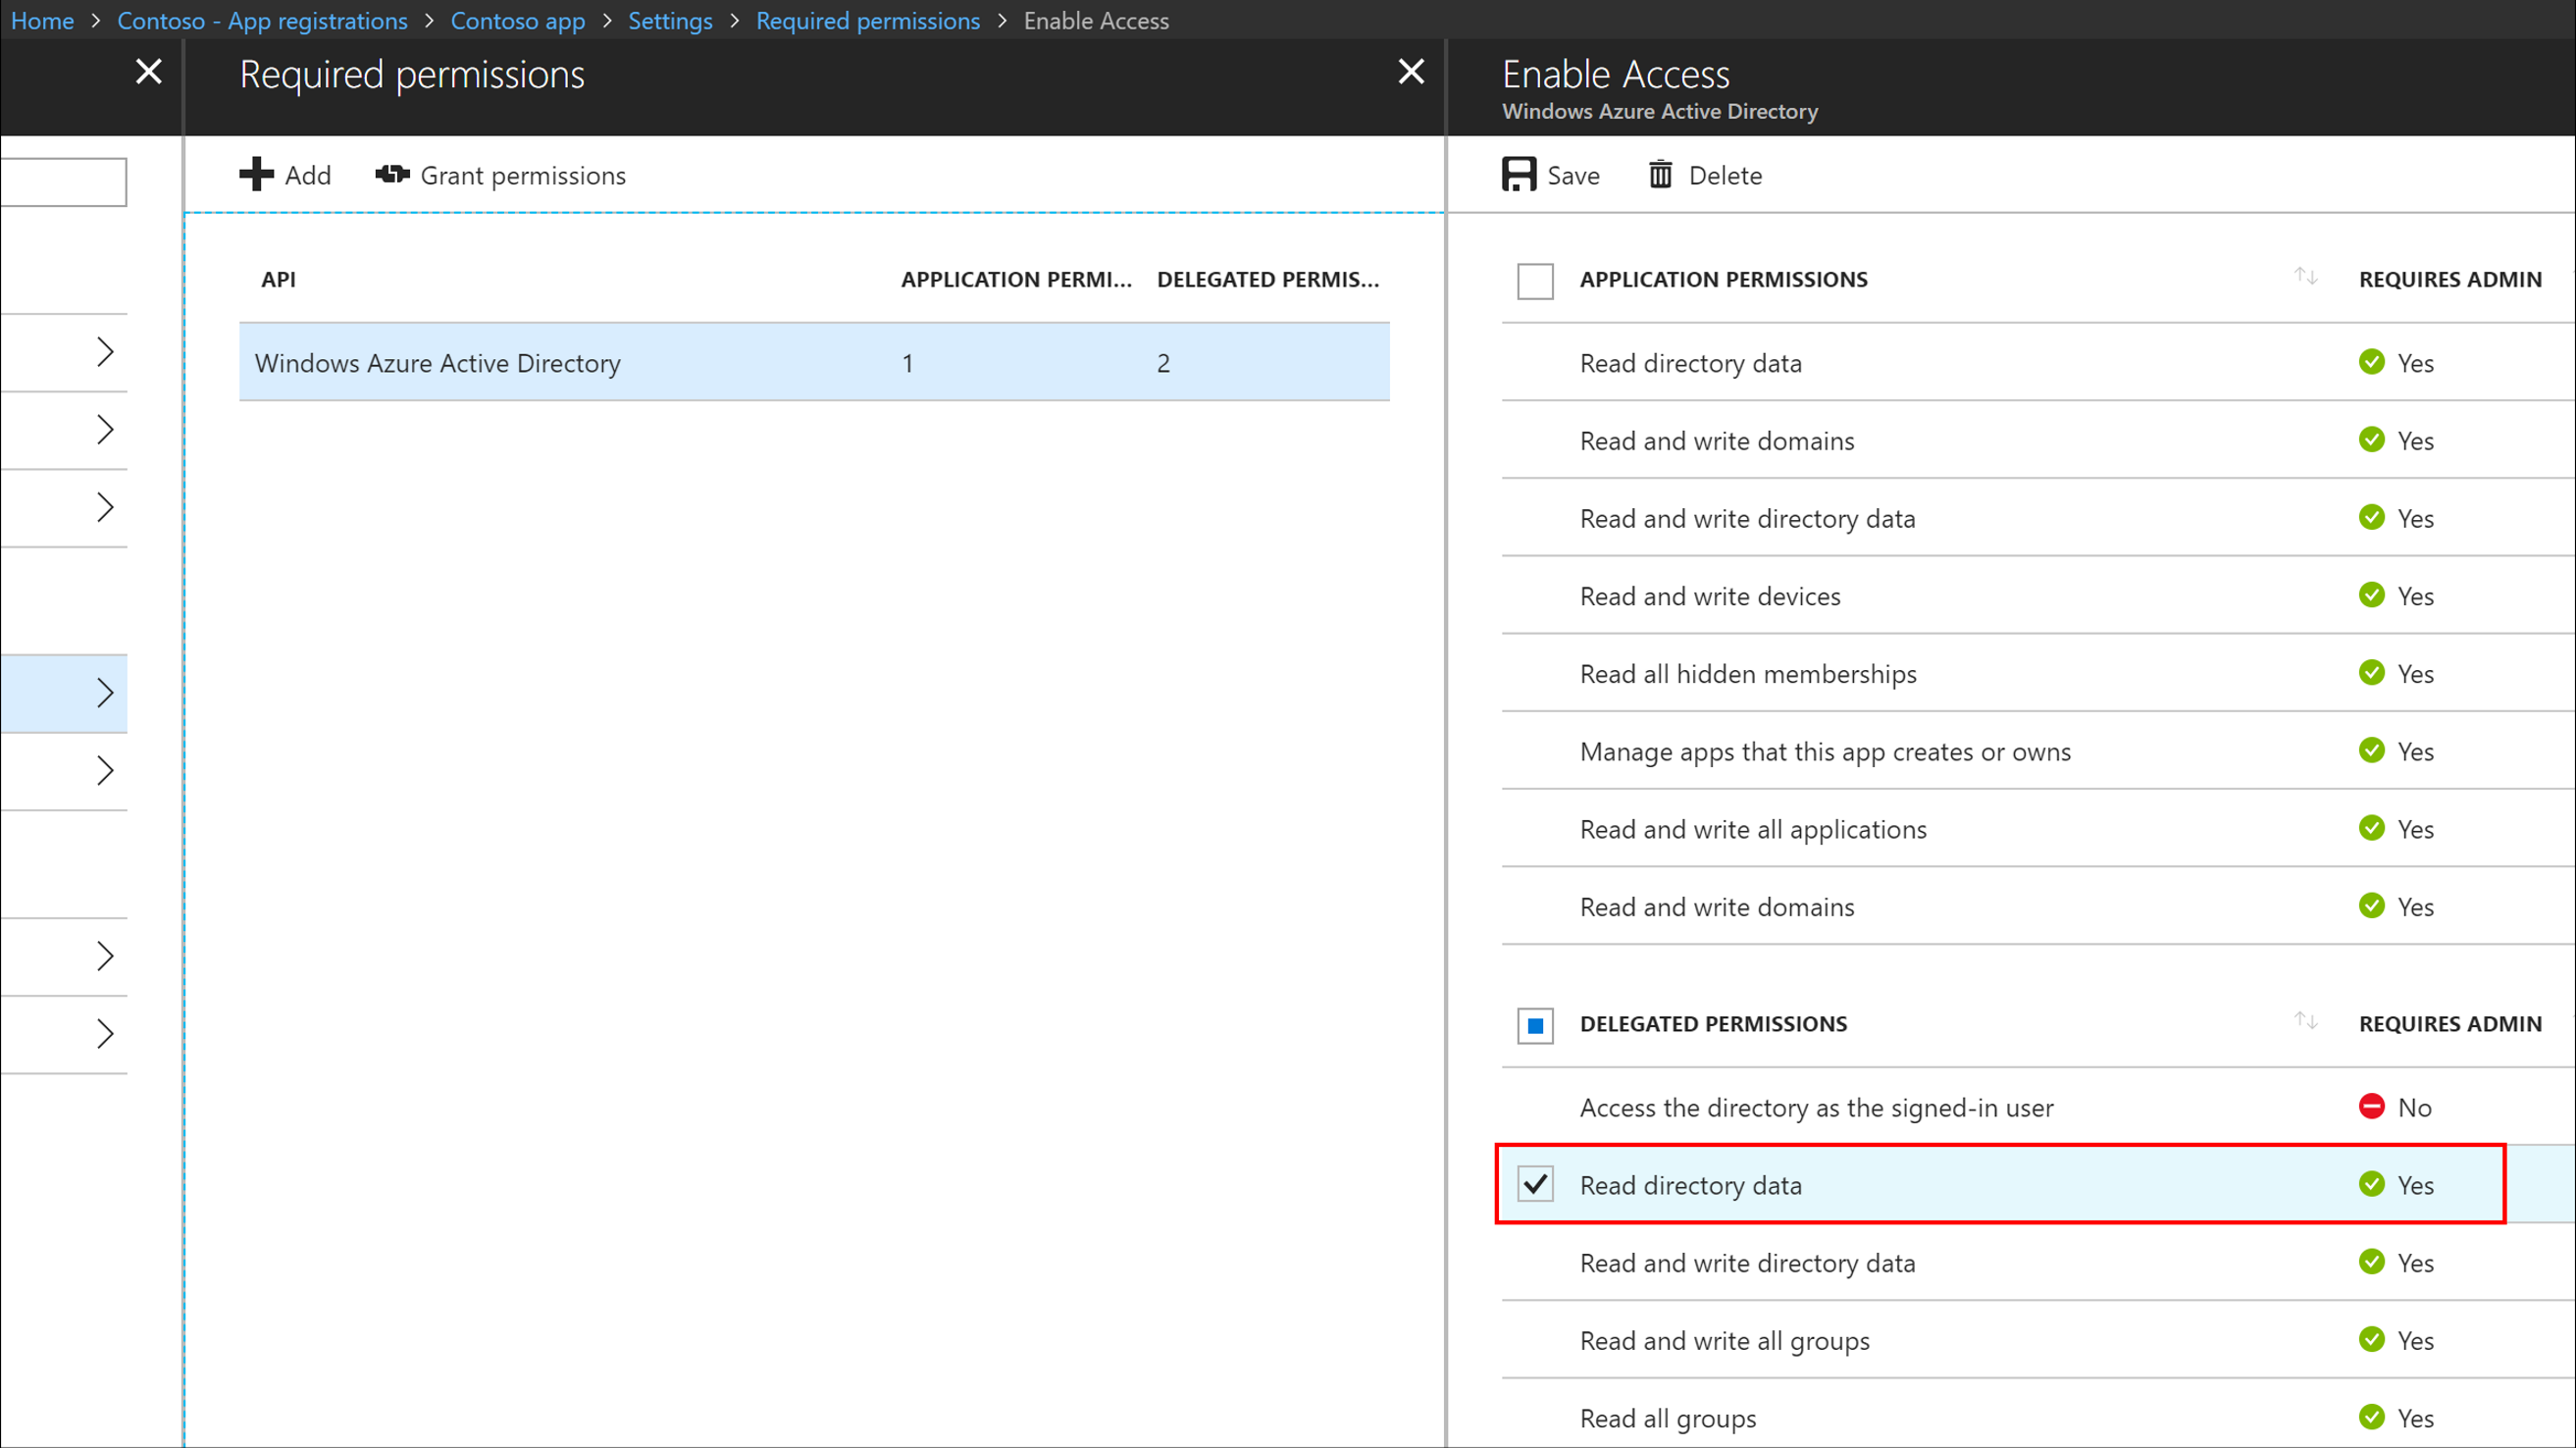 Home > Contoso - App registrations > Contoso app > Settings > Required permissions > Enable Access
Required permissions
Enable Access
Windows Azure Active Directory
Add Grant permissions
Save Delete
API APPLICATION PERMI... DELEGATED PERMIS...
Windows Azure Active Directory 1 2
APPLICATION PERMISSIONS REQUIRES ADMIN
Read directory data Yes
Read and write domains Yes
Read and write directory data Yes
Read and write devices Yes
Read all hidden memberships Yes
Manage apps that this app creates or owns Yes
Read and write all applications Yes
Read and write domains Yes
DELEGATED PERMISSIONS REQUIRES ADMIN
Access the directory as the signed-in user No
Read directory data Yes
Read and write directory data Yes
Read and write all groups Yes
Read all groups Yes